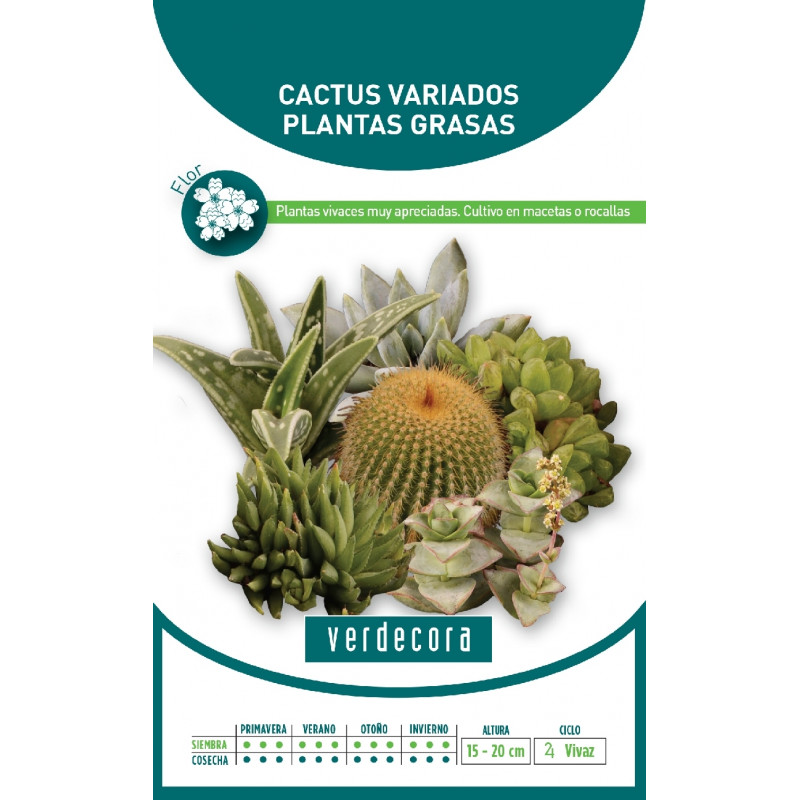 CACTUS VARIADOS
PLANTAS GRASAS
Flor
Plantas vivaces muy apreciadas. Cultivo en macetas o rocallas
verdecora
PRIMAVERA VERANO OTOÑO INVIERNO ALTURA CICLO
SIEMBRA
15 - 20 cm ♃ Vivaz
COSECHA